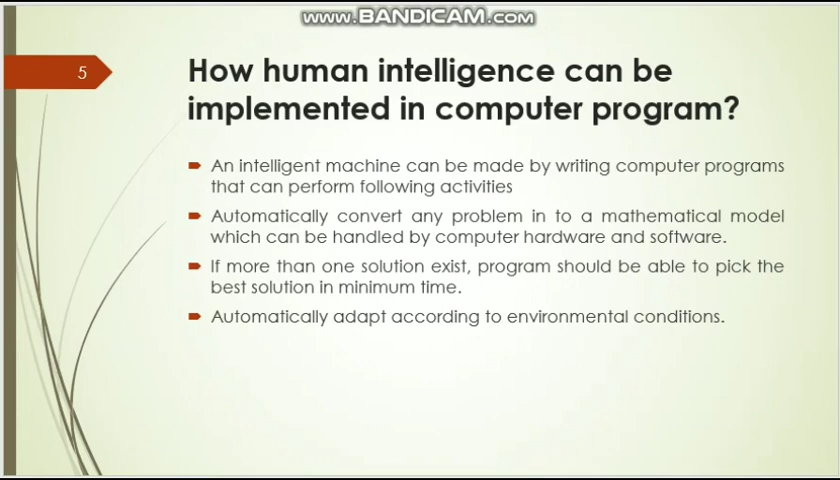 www.BANDICAM.com
5
How human intelligence can be
implemented in computer program?
An intelligent machine can be made by writing computer programs
that can perform following activities
Automatically convert any problem in to a mathematical model
which can be handled by computer hardware and software.
If more than one solution exist, program should be able to pick the
best solution in minimum time.
Automatically adapt according to environmental conditions.